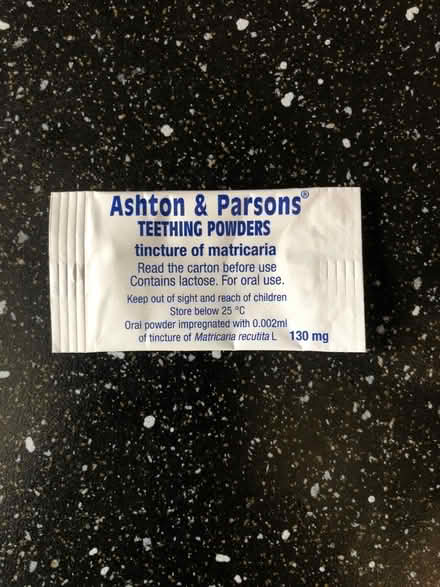 Ashton & Parsons®
TEETHING POWDERS
tincture of matricaria
Read the carton before use
Contains lactose. For oral use.
Keep out of sight and reach of children
Store below 25 °C
Oral powder impregnated with 0.002ml
of tincture of Matricaria recutita L 130 mg